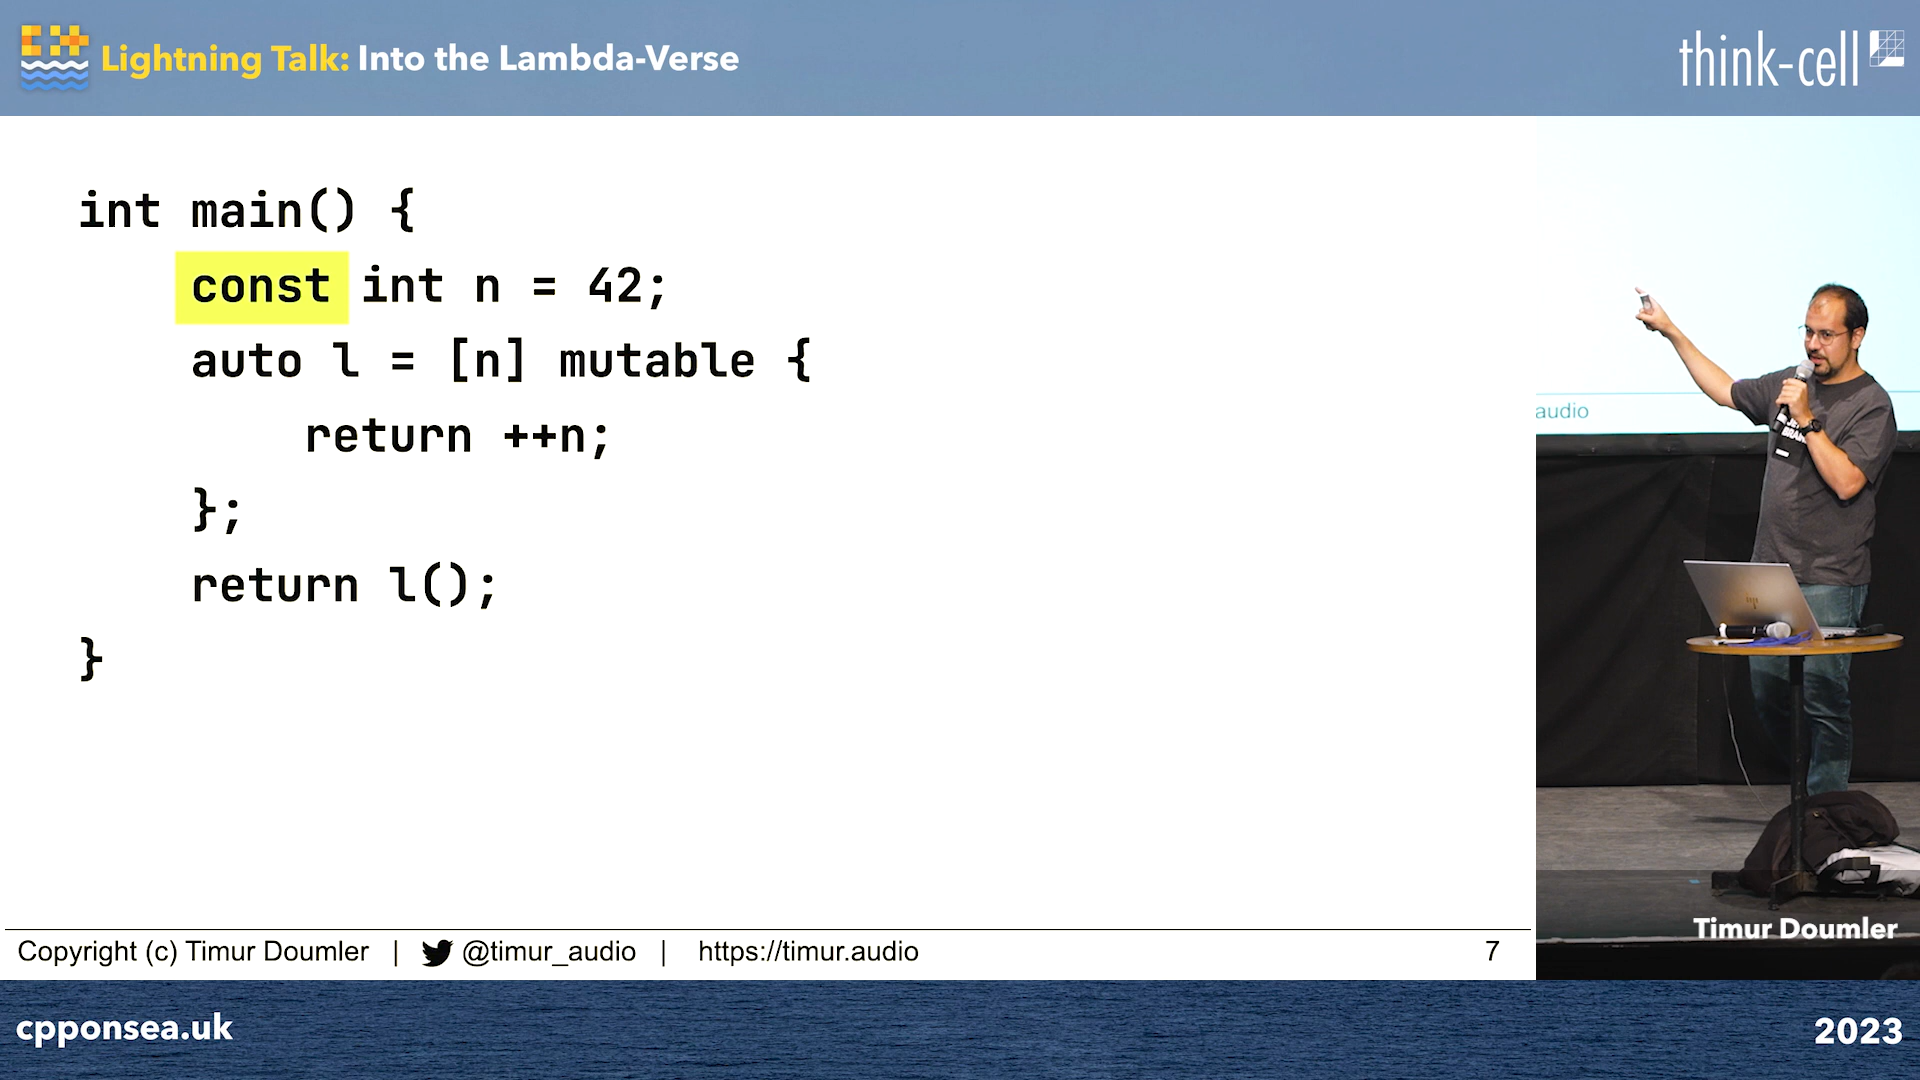 Lightning Talk: Into the Lambda-Verse
think-cell
int main() {
const int n = 42;
auto l = [n] mutable {
return ++n;
};
return l();
}
audio
Timur Doumler
Copyright (c) Timur Doumler | @timur_audio | https://timur.audio 7
cpponsea.uk
2023